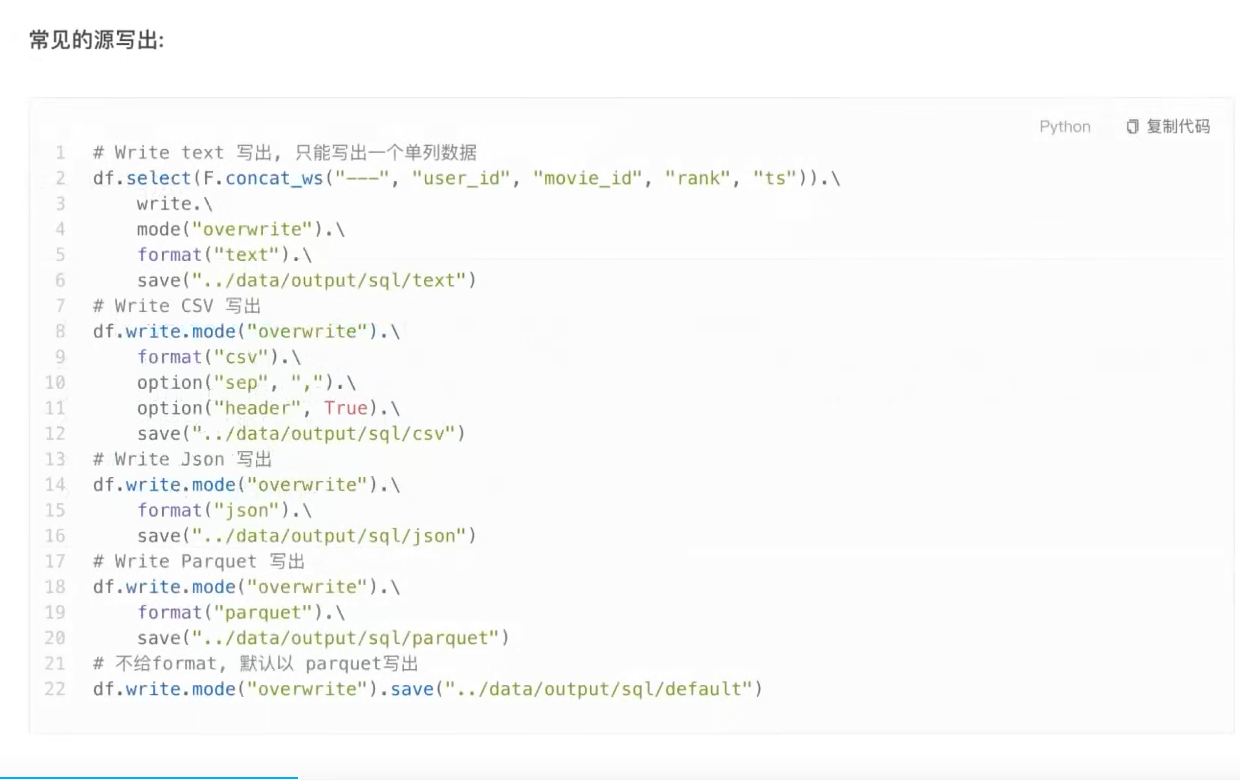 常见的源写出:
Python 复制代码
1 # Write text 写出, 只能写出一个单列数据
2 df.select(F.concat_ws("---", "user_id", "movie_id", "rank", "ts")).\
3     write.\
4     mode("overwrite").\
5     format("text").\
6     save("../data/output/sql/text")
7 # Write CSV 写出
8 df.write.mode("overwrite").\
9     format("csv").\
10     option("sep", ",").\
11     option("header", True).\
12     save("../data/output/sql/csv")
13 # Write Json 写出
14 df.write.mode("overwrite").\
15     format("json").\
16     save("../data/output/sql/json")
17 # Write Parquet 写出
18 df.write.mode("overwrite").\
19     format("parquet").\
20     save("../data/output/sql/parquet")
21 # 不给format, 默认以 parquet写出
22 df.write.mode("overwrite").save("../data/output/sql/default")